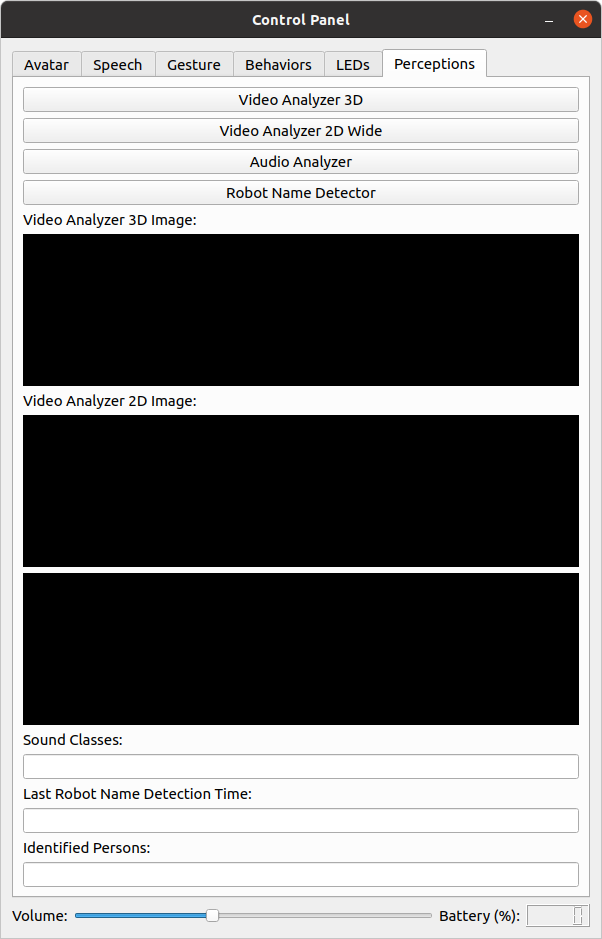 Control Panel
Avatar Speech Gesture Behaviors LEDs Perceptions
Video Analyzer 3D
Video Analyzer 2D Wide
Audio Analyzer
Robot Name Detector
Video Analyzer 3D Image:
Video Analyzer 2D Image:
Sound Classes:
Last Robot Name Detection Time:
Identified Persons:
Volume: Battery (%): 0